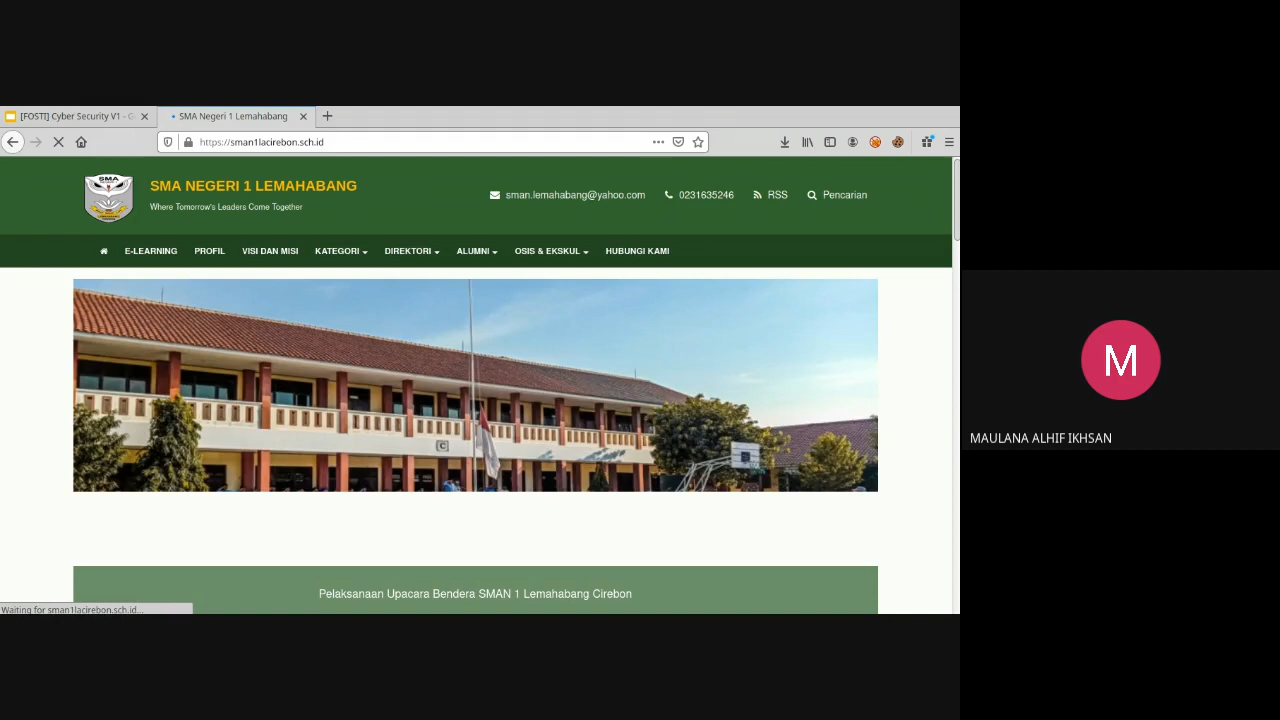 [FOSTI] Cyber Security V1 - G
SMA Negeri 1 Lemahabang
https://sman1lacirebon.sch.id
SMA NEGERI 1 LEMAHABANG
Where Tomorrow's Leaders Come Together
sman.lemahabang@yahoo.com
0231635246
RSS
Pencarian
E-LEARNING PROFIL VISI DAN MISI KATEGORI DIREKTORI ALUMNI OSIS & EKSKUL HUBUNGI KAMI
C
Pelaksanaan Upacara Bendera SMAN 1 Lemahabang Cirebon
Waiting for sman1lacirebon.sch.id...
M
MAULANA ALHIF IKHSAN